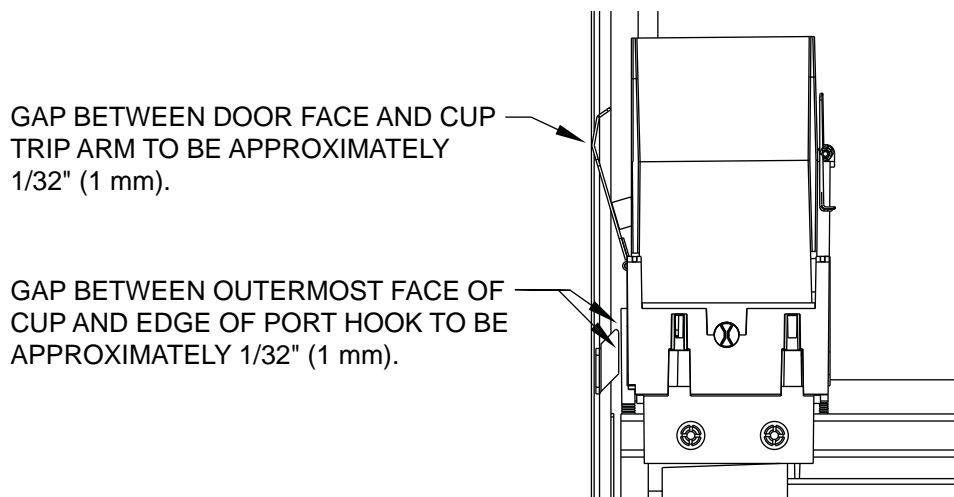 GAP BETWEEN DOOR FACE AND CUP
TRIP ARM TO BE APPROXIMATELY
1/32" (1 mm).
GAP BETWEEN OUTERMOST FACE OF
CUP AND EDGE OF PORT HOOK TO BE
APPROXIMATELY 1/32" (1 mm).